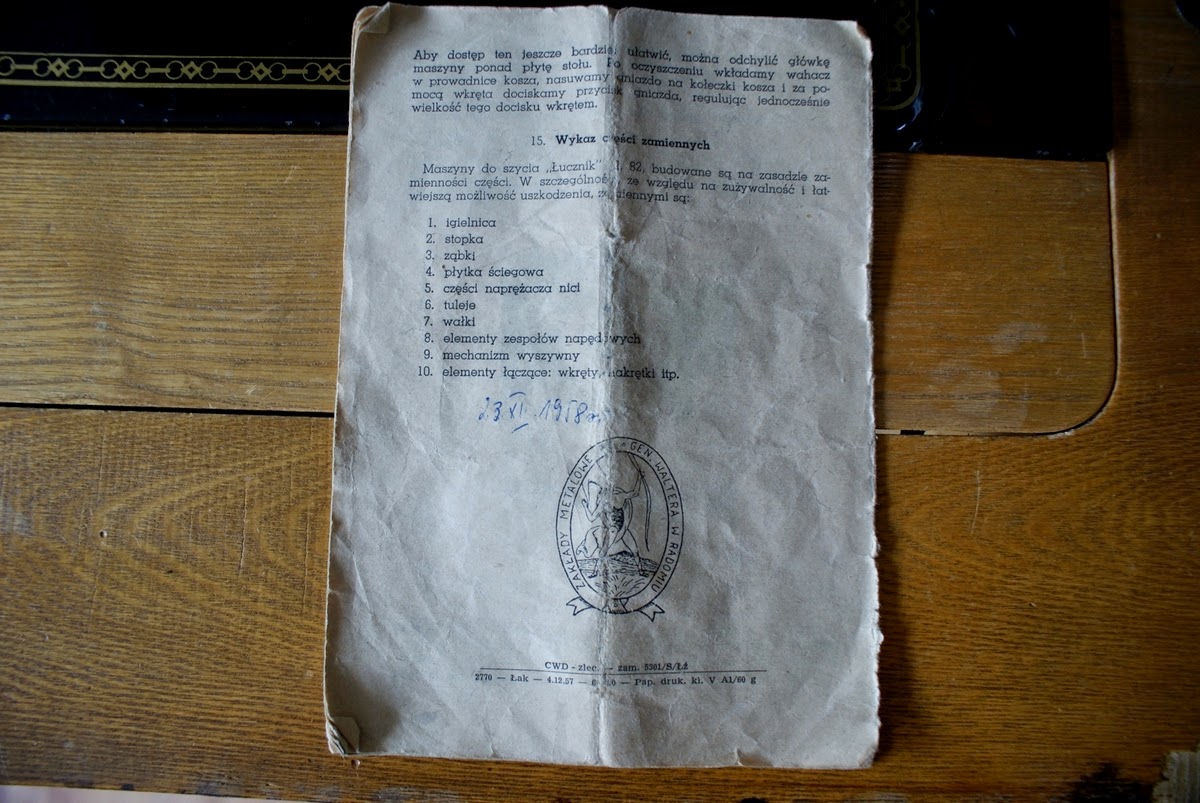 Aby dostęp ten jeszcze bardziej ułatwić, można odchylić główkę
maszyny ponad płytę stołu. Po oczyszczeniu wkładamy wahacz
w prowadnice kosza, nasuwamy gniazdo na kołeczki kosza i za po-
mocą wkręta dociskamy przycisk gniazda, regulując jednocześnie
wielkość tego docisku wkrętem.
15. Wykaz części zamiennych
Maszyny do szycia „Łucznik” kl. 82, budowane są na zasadzie za-
mienności części. W szczególności ze względu na zużywalność i łat-
wiejszą możliwość uszkodzenia, zamiennymi są:
1. igielnica
2. stopka
3. ząbki
4. płytka ściegowa
5. części naprężacza nici
6. tuleje
7. wałki
8. elementy zespołów napędowych
9. mechanizm wyszywny
10. elementy łączące: wkręty, nakrętki itp.
23 XI 1958
ZAKŁADY METALOWE GEN. WALTERA W RADOMIU
CWD - zlec. — zam. 5301/S/ŁŻ
2770 — Łak — 4.12.57 — — Pap. druk. kl. V A1/60 g